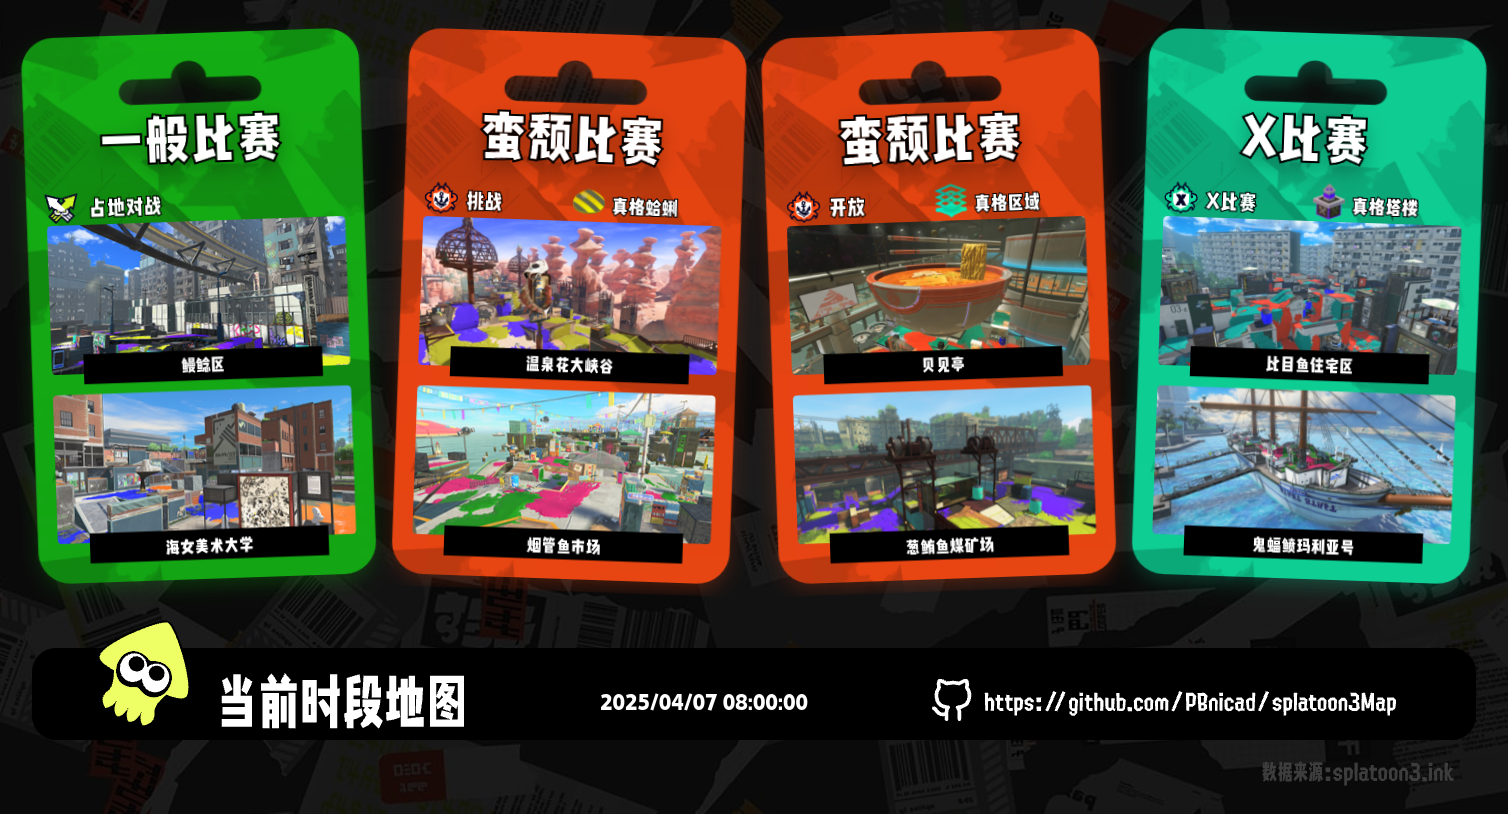 一般比赛
占地对战
鳗鲶区
海女美术大学
蛮颓比赛
挑战
真格蛤蜊
温泉花大峡谷
烟管鱼市场
蛮颓比赛
开放
真格区域
贝见亭
葱鲔鱼煤矿场
X比赛
X比赛
真格塔楼
比目鱼住宅区
鬼蝠鲼玛利亚号
当前时段地图
2025/04/07 08:00:00
https://github.com/PBnicad/splatoon3Map
数据来源:splatoon3.ink